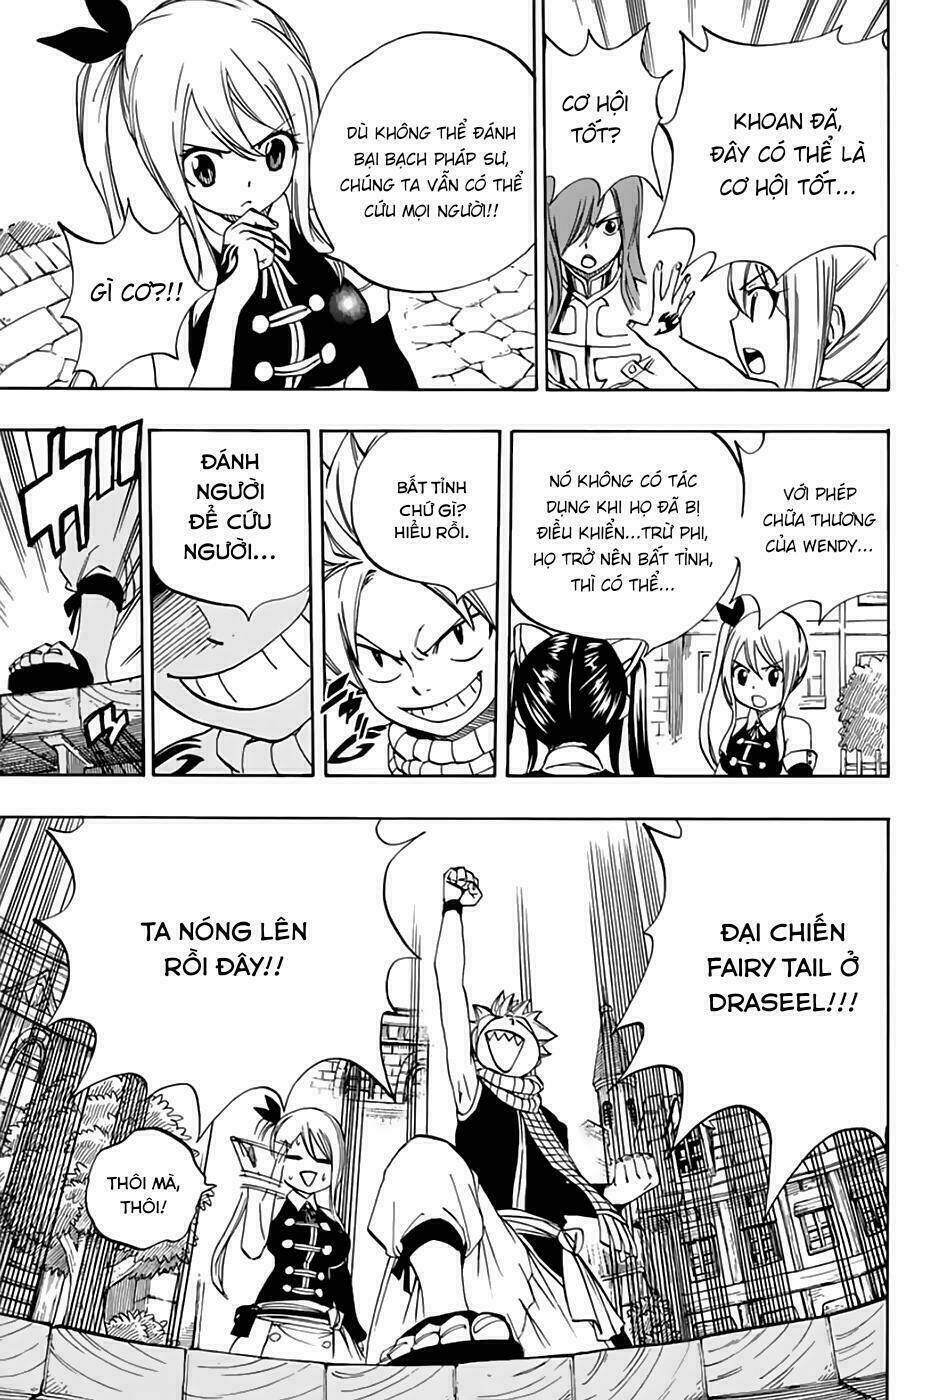 KHOAN ĐÃ,
ĐÂY CÓ THỂ LÀ
CƠ HỘI TỐT...
CƠ HỘI
TỐT?
DÙ KHÔNG THỂ ĐÁNH
BẠI BẠCH PHÁP SƯ,
CHÚNG TA VẪN CÓ THỂ
CỨU MỌI NGƯỜI!!
GÌ CƠ?!!
VỚI PHÉP
CHỮA THƯƠNG
CỦA WENDY...
NÓ KHÔNG CÓ TÁC
DỤNG KHI HỌ ĐÃ BỊ
ĐIỀU KHIỂN...TRỪ PHI,
HỌ TRỞ NÊN BẤT TỈNH,
THÌ CÓ THỂ...
BẤT TỈNH
CHỨ GÌ?
HIỂU RỒI.
ĐÁNH
NGƯỜI
ĐỂ CỨU
NGƯỜI...
ĐẠI CHIẾN
FAIRY TAIL Ở
DRASEEL!!!
TA NÓNG LÊN
RỒI ĐÂY!!
THÔI MÀ,
THÔI!